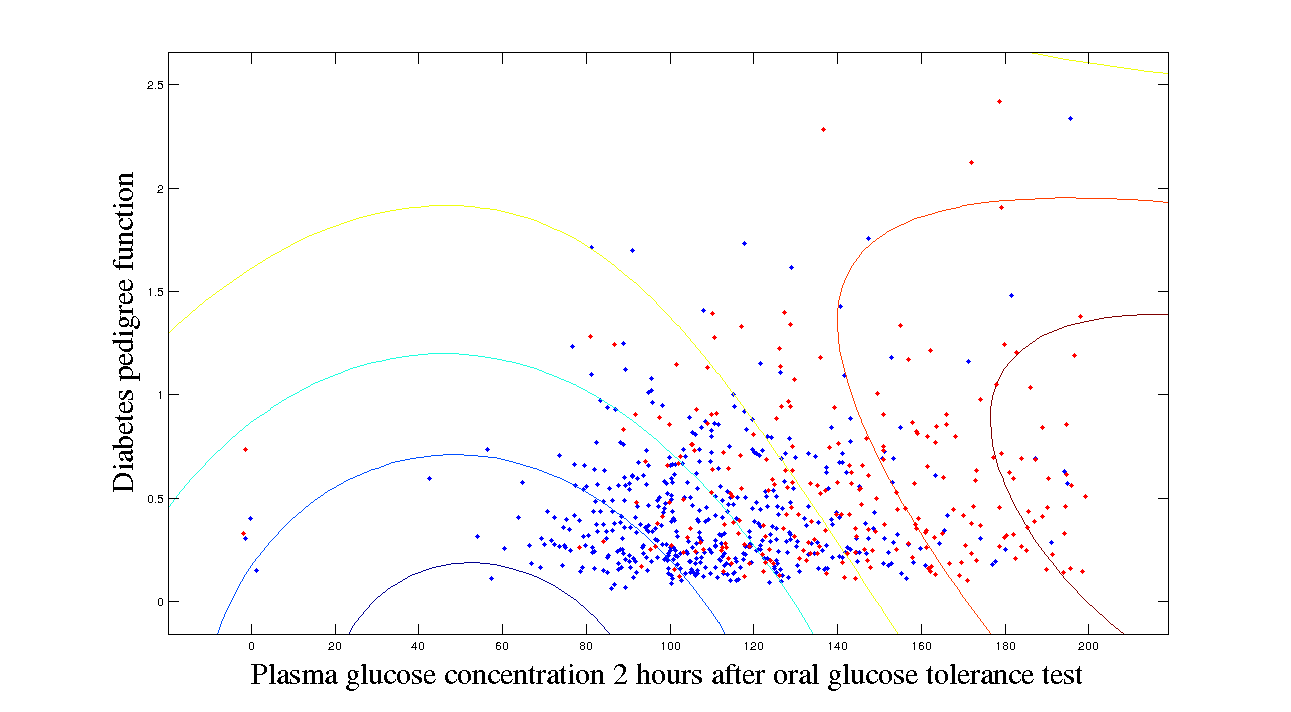 2.5
2
1.5
1
0.5
0
Diabetes pedigree function
0 20 40 60 80 100 120 140 160 180 200
Plasma glucose concentration 2 hours after oral glucose tolerance test